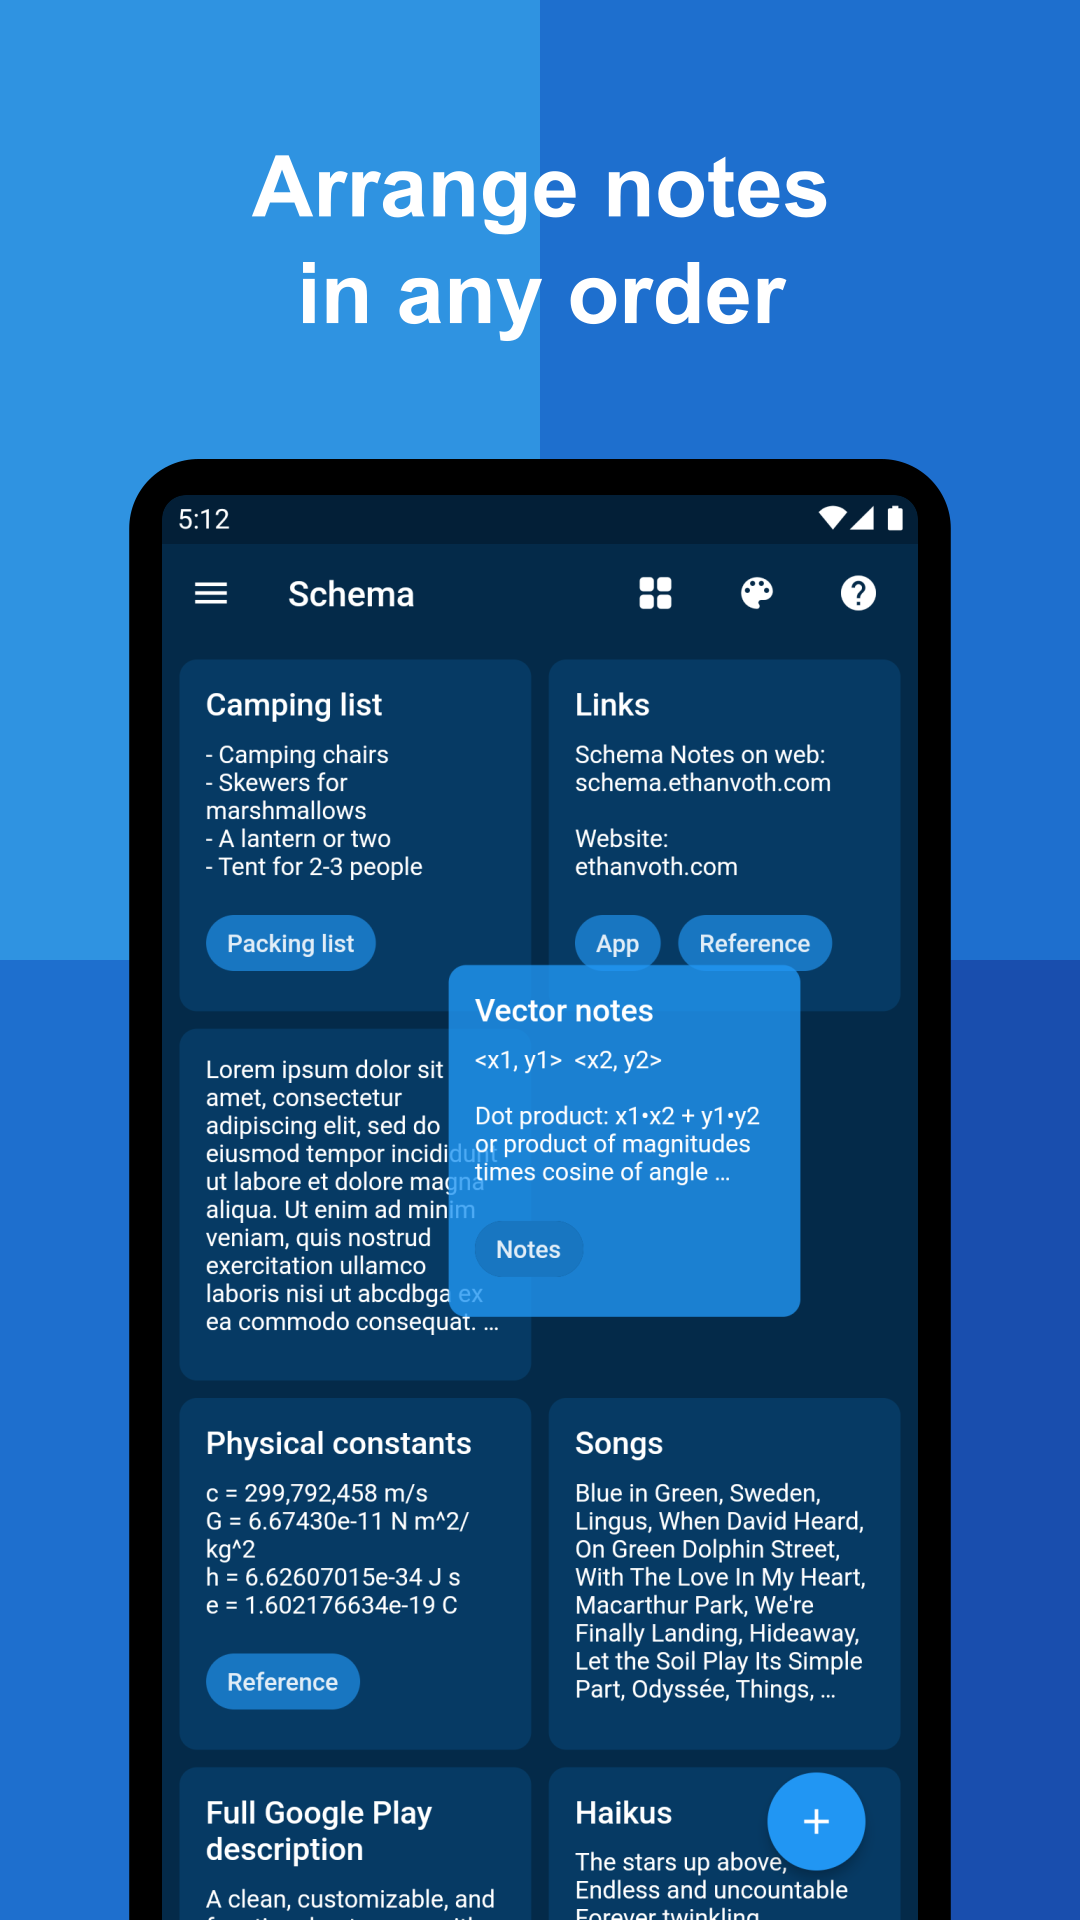 Arrange notes
in any order
5:12
Schema
Camping list
- Camping chairs
- Skewers for
marshmallows
- A lantern or two
- Tent for 2-3 people
Packing list
Links
Schema Notes on web:
schema.ethanvoth.com
Website:
ethanvoth.com
App
Reference
Vector notes
<x1, y1>  <x2, y2>
Dot product: x1•x2 + y1•y2
or product of magnitudes
times cosine of angle ...
Notes
Lorem ipsum dolor sit
amet, consectetur
adipiscing elit, sed do
eiusmod tempor incididunt
ut labore et dolore magna
aliqua. Ut enim ad minim
veniam, quis nostrud
exercitation ullamco
laboris nisi ut abcdbga ex
ea commodo consequat. ...
Physical constants
c = 299,792,458 m/s
G = 6.67430e-11 N m^2/
kg^2
h = 6.62607015e-34 J s
e = 1.602176634e-19 C
Reference
Songs
Blue in Green, Sweden,
Lingus, When David Heard,
On Green Dolphin Street,
With The Love In My Heart,
Macarthur Park, We're
Finally Landing, Hideaway,
Let the Soil Play Its Simple
Part, Odyssée, Things, ...
Full Google Play
description
A clean, customizable, and
Haikus
The stars up above,
Endless and uncountable
Forever twinkling